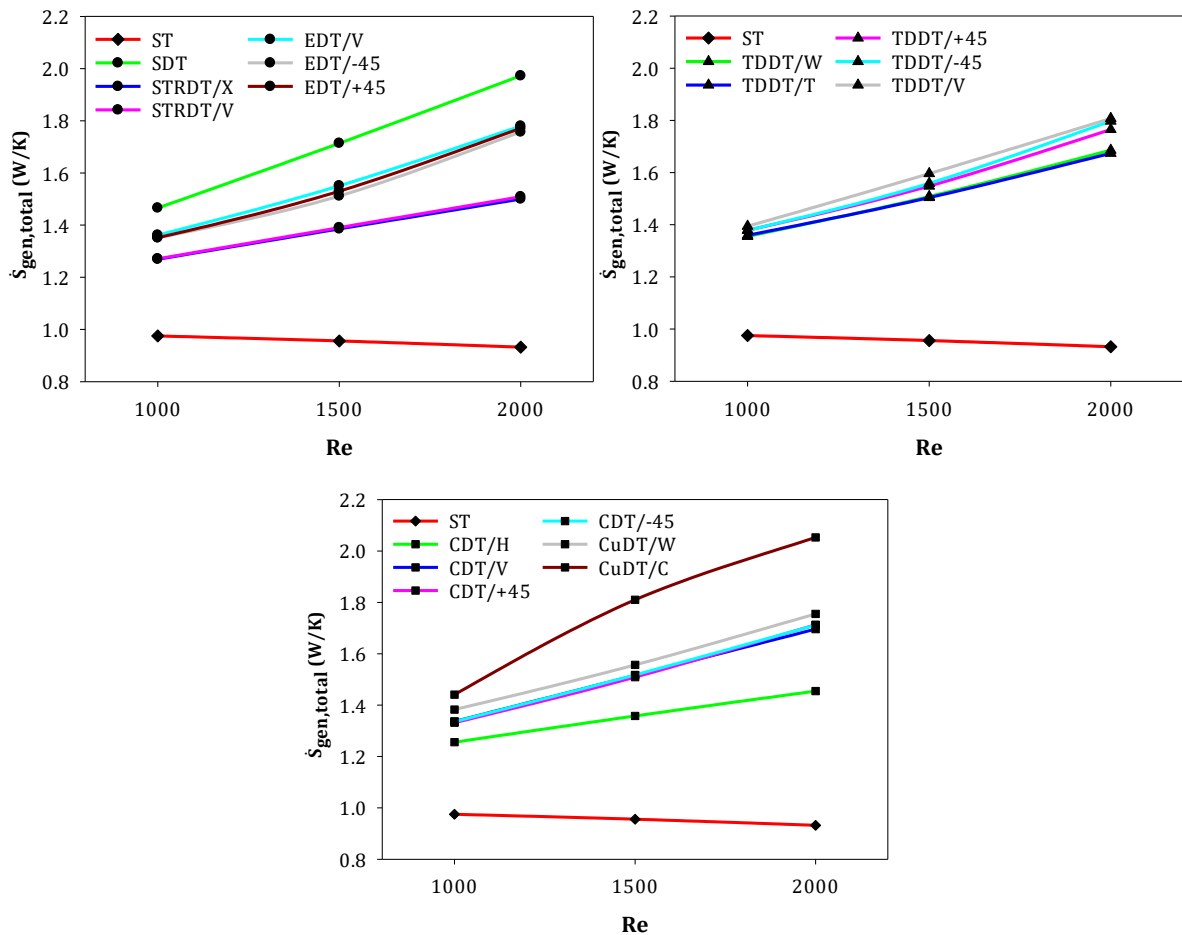 2.2
2.0
1.8
1.6
1.4
1.2
1.0
0.8
Ṡgen,total (W/K)
ST
SDT
STRDT/X
STRDT/V
EDT/V
EDT/-45
EDT/+45
1000
1500
2000
Re
2.2
2.0
1.8
1.6
1.4
1.2
1.0
0.8
Ṡgen,total (W/K)
ST
TDDT/W
TDDT/T
TDDT/+45
TDDT/-45
TDDT/V
1000
1500
2000
Re
2.2
2.0
1.8
1.6
1.4
1.2
1.0
0.8
Ṡgen,total (W/K)
ST
CDT/H
CDT/V
CDT/+45
CDT/-45
CuDT/W
CuDT/C
1000
1500
2000
Re